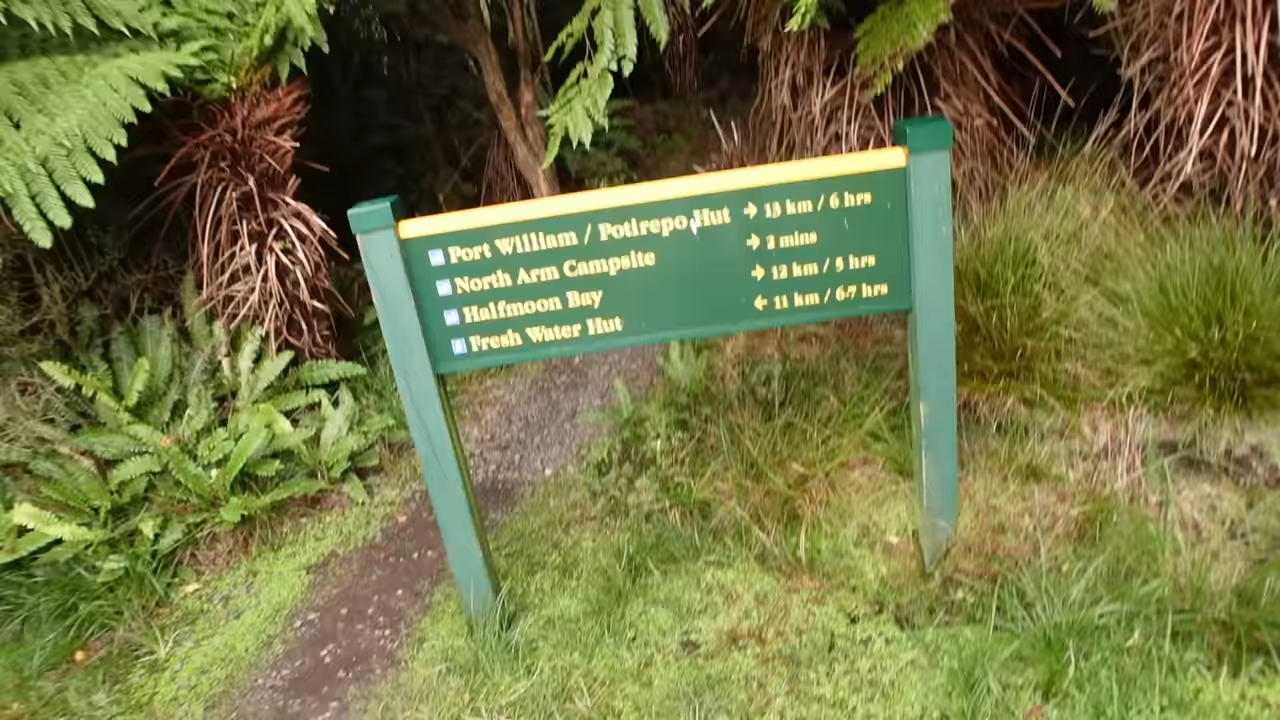 Port William / Potirepo Hut → 13 km / 6 hrs
North Arm Campsite → 2 mins
Halfmoon Bay → 12 km / 5 hrs
Fresh Water Hut ← 11 km / 6-7 hrs